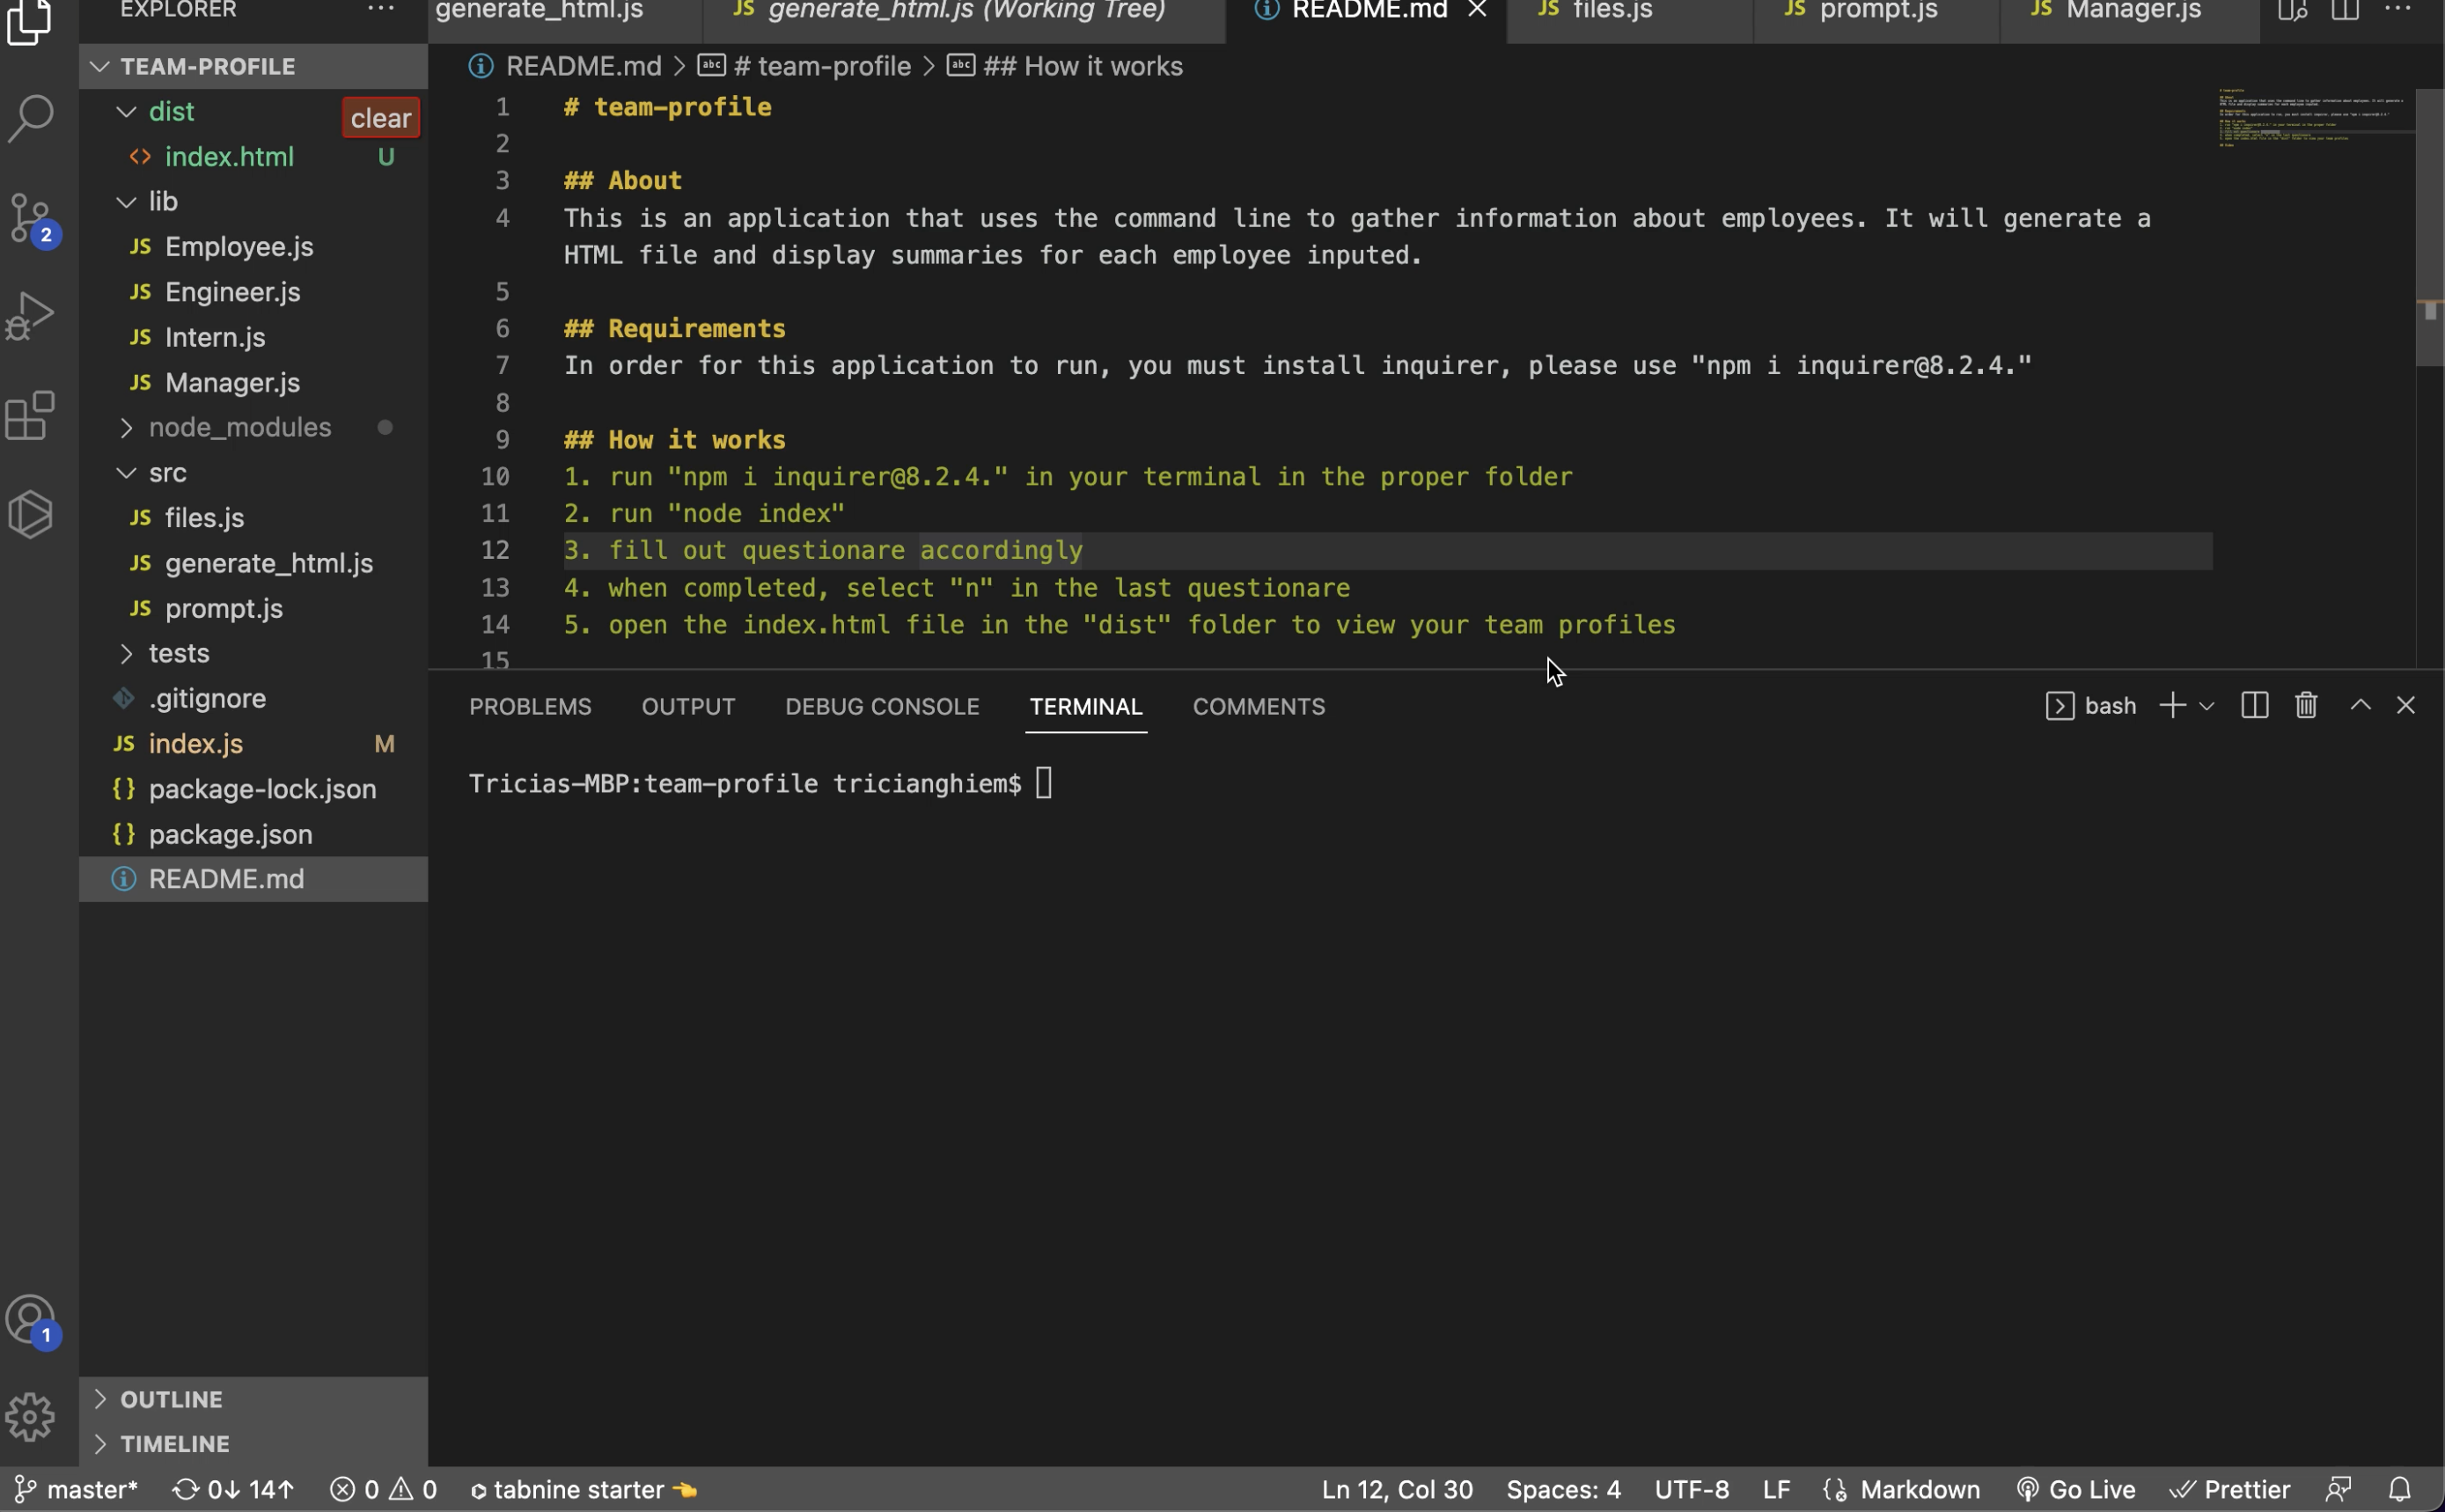 EXPLORER
generate_html.js
JS generate_html.js (Working Tree)
README.md
JS files.js
JS prompt.js
JS Manager.js
TEAM-PROFILE
dist
clear
index.html U
lib
JS Employee.js
JS Engineer.js
JS Intern.js
JS Manager.js
node_modules
src
JS files.js
JS generate_html.js
JS prompt.js
tests
.gitignore
JS index.js M
{} package-lock.json
{} package.json
README.md
OUTLINE
TIMELINE
2
1
README.md > abc # team-profile > abc ## How it works
1 # team-profile
2
3 ## About
4 This is an application that uses the command line to gather information about employees. It will generate a
HTML file and display summaries for each employee inputed.
5
6 ## Requirements
7 In order for this application to run, you must install inquirer, please use "npm i inquirer@8.2.4."
8
9 ## How it works
10 1. run "npm i inquirer@8.2.4." in your terminal in the proper folder
11 2. run "node index"
12 3. fill out questionare accordingly
13 4. when completed, select "n" in the last questionare
14 5. open the index.html file in the "dist" folder to view your team profiles
15
PROBLEMS OUTPUT DEBUG CONSOLE TERMINAL COMMENTS
bash
Tricias-MBP:team-profile tricianghiem$
master* 0↓ 14↑ 0 0 tabnine starter
Ln 12, Col 30 Spaces: 4 UTF-8 LF Markdown Go Live Prettier